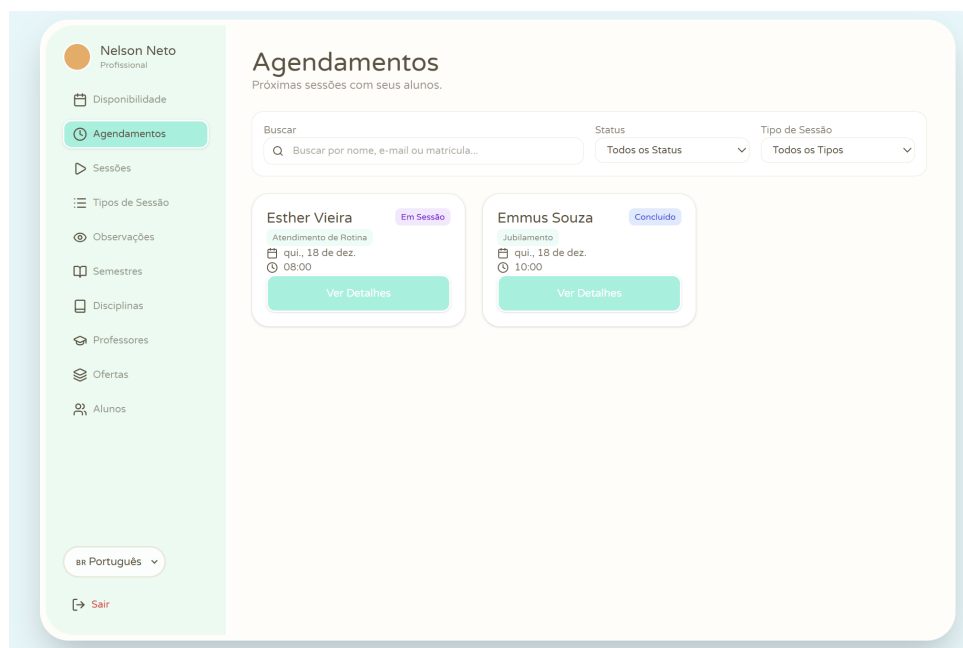 Nelson Neto
Profissional
Disponibilidade
Agendamentos
Sessões
Tipos de Sessão
Observações
Semestres
Disciplinas
Professores
Ofertas
Alunos
BR Português
Sair
Agendamentos
Próximas sessões com seus alunos.
Buscar
Buscar por nome, e-mail ou matrícula...
Status
Todos os Status
Tipo de Sessão
Todos os Tipos
Esther Vieira
Em Sessão
Atendimento de Rotina
qui., 18 de dez.
08:00
Ver Detalhes
Emmus Souza
Concluído
Jubilamento
qui., 18 de dez.
10:00
Ver Detalhes